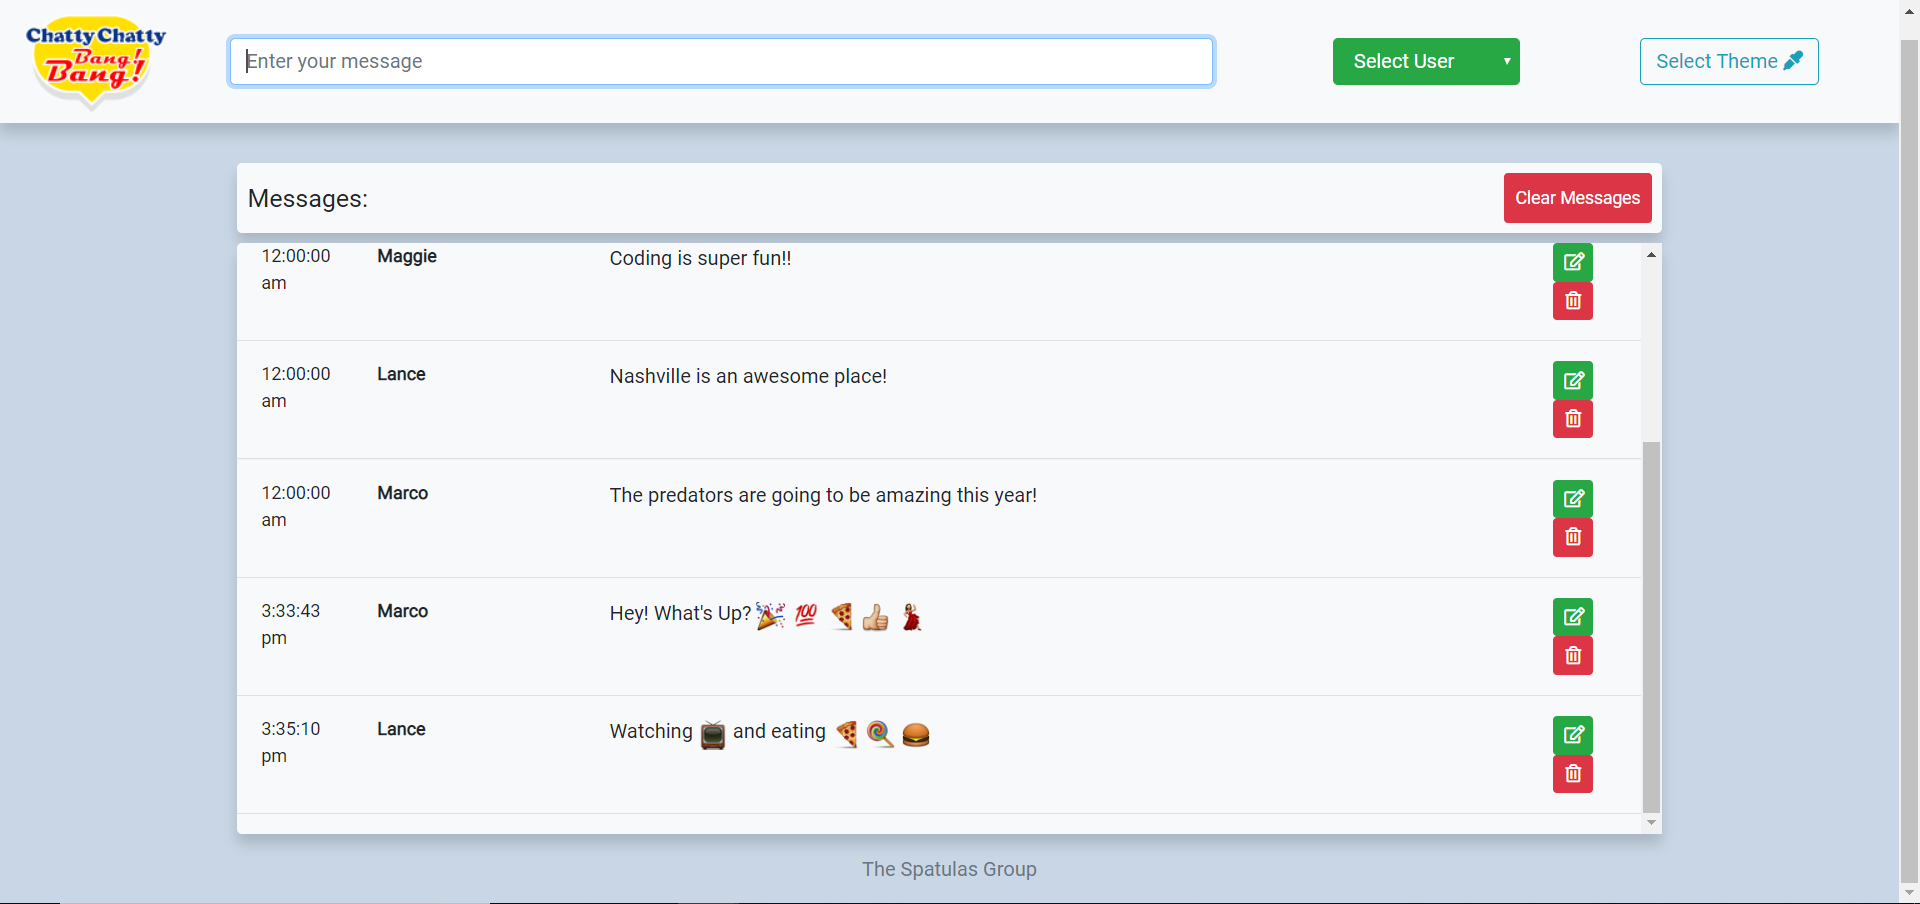 Chatty Chatty
Bang
Bang!
Enter your message
Select User
Select Theme
Messages:
Clear Messages
12:00:00
am
Maggie
Coding is super fun!!
12:00:00
am
Lance
Nashville is an awesome place!
12:00:00
am
Marco
The predators are going to be amazing this year!
3:33:43
pm
Marco
Hey! What's Up? 🎉 💯 🍕 👍🏼 💃
3:35:10
pm
Lance
Watching 📺 and eating 🍕 🍭 🍔
The Spatulas Group